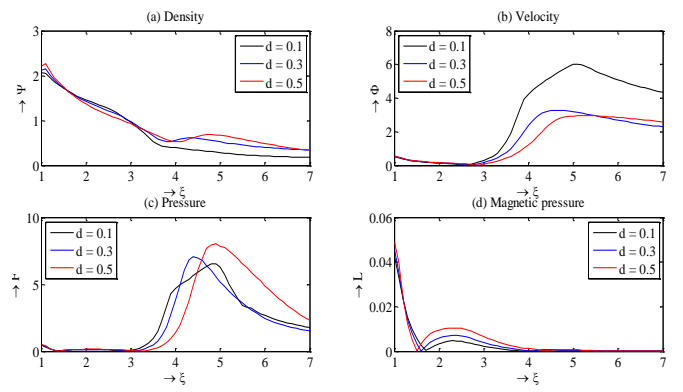 (a) Density
→ Ψ
3
2
1
0
d = 0.1
d = 0.3
d = 0.5
1 2 3 4 5 6 7
→ ξ
(b) Velocity
→ Φ
8
6
4
2
0
d = 0.1
d = 0.3
d = 0.5
1 2 3 4 5 6 7
→ ξ
(c) Pressure
10
5
0
d = 0.1
d = 0.3
d = 0.5
1 2 3 4 5 6 7
→ ξ
(d) Magnetic pressure
→ L
0.06
0.04
0.02
0
d = 0.1
d = 0.3
d = 0.5
1 2 3 4 5 6 7
→ ξ